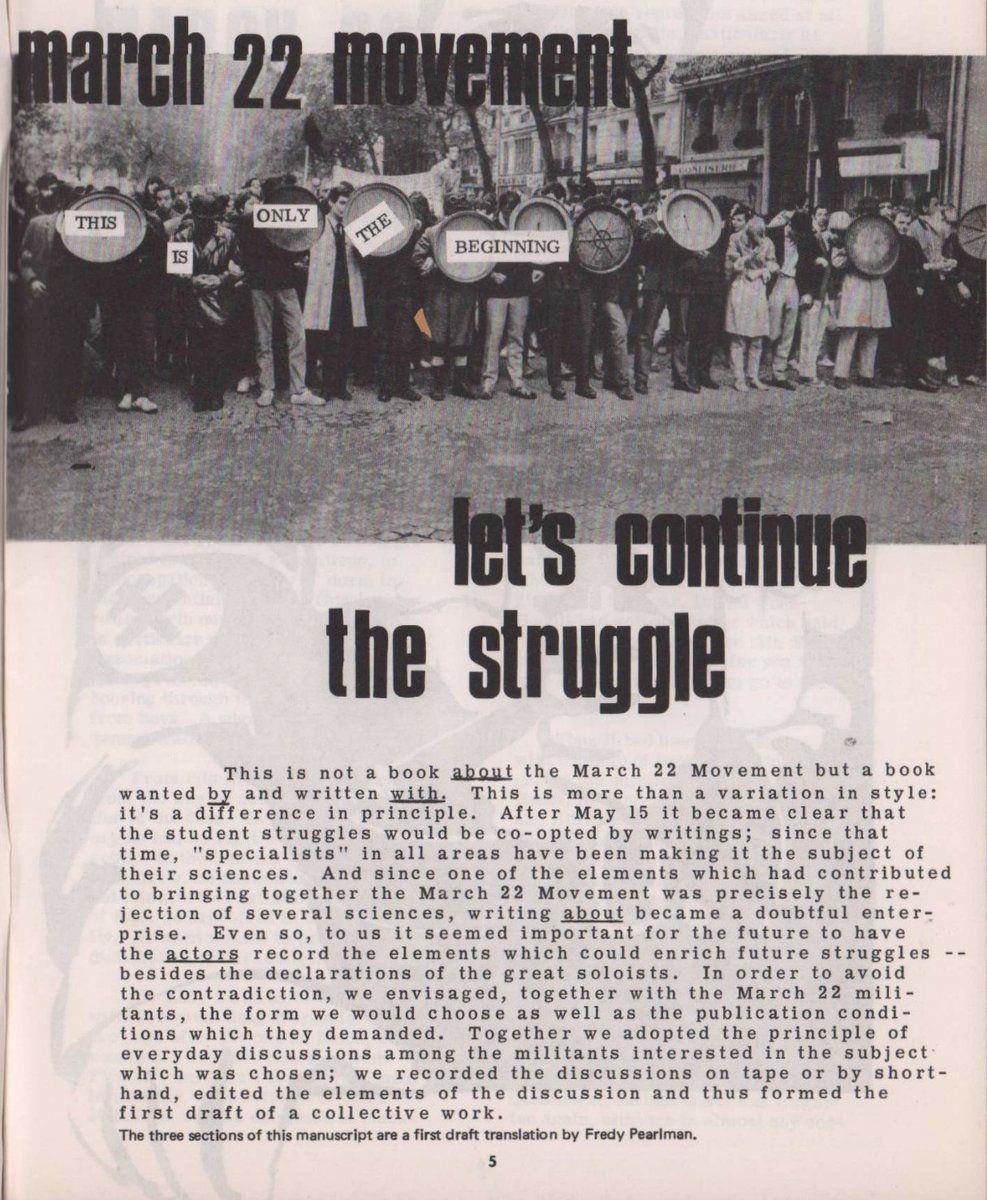 march 22 movement
THIS
IS
ONLY
THE
BEGINNING
CONFISERIE
let's continue
the struggle
This is not a book about the March 22 Movement but a book
wanted by and written with. This is more than a variation in style:
it's a difference in principle. After May 15 it became clear that
the student struggles would be co-opted by writings; since that
time, "specialists" in all areas have been making it the subject of
their sciences. And since one of the elements which had contributed
to bringing together the March 22 Movement was precisely the re-
jection of several sciences, writing about became a doubtful enter-
prise. Even so, to us it seemed important for the future to have
the actors record the elements which could enrich future struggles --
besides the declarations of the great soloists. In order to avoid
the contradiction, we envisaged, together with the March 22 mili-
tants, the form we would choose as well as the publication condi-
tions which they demanded. Together we adopted the principle of
everyday discussions among the militants interested in the subject
which was chosen; we recorded the discussions on tape or by short-
hand, edited the elements of the discussion and thus formed the
first draft of a collective work.
The three sections of this manuscript are a first draft translation by Fredy Pearlman.
5